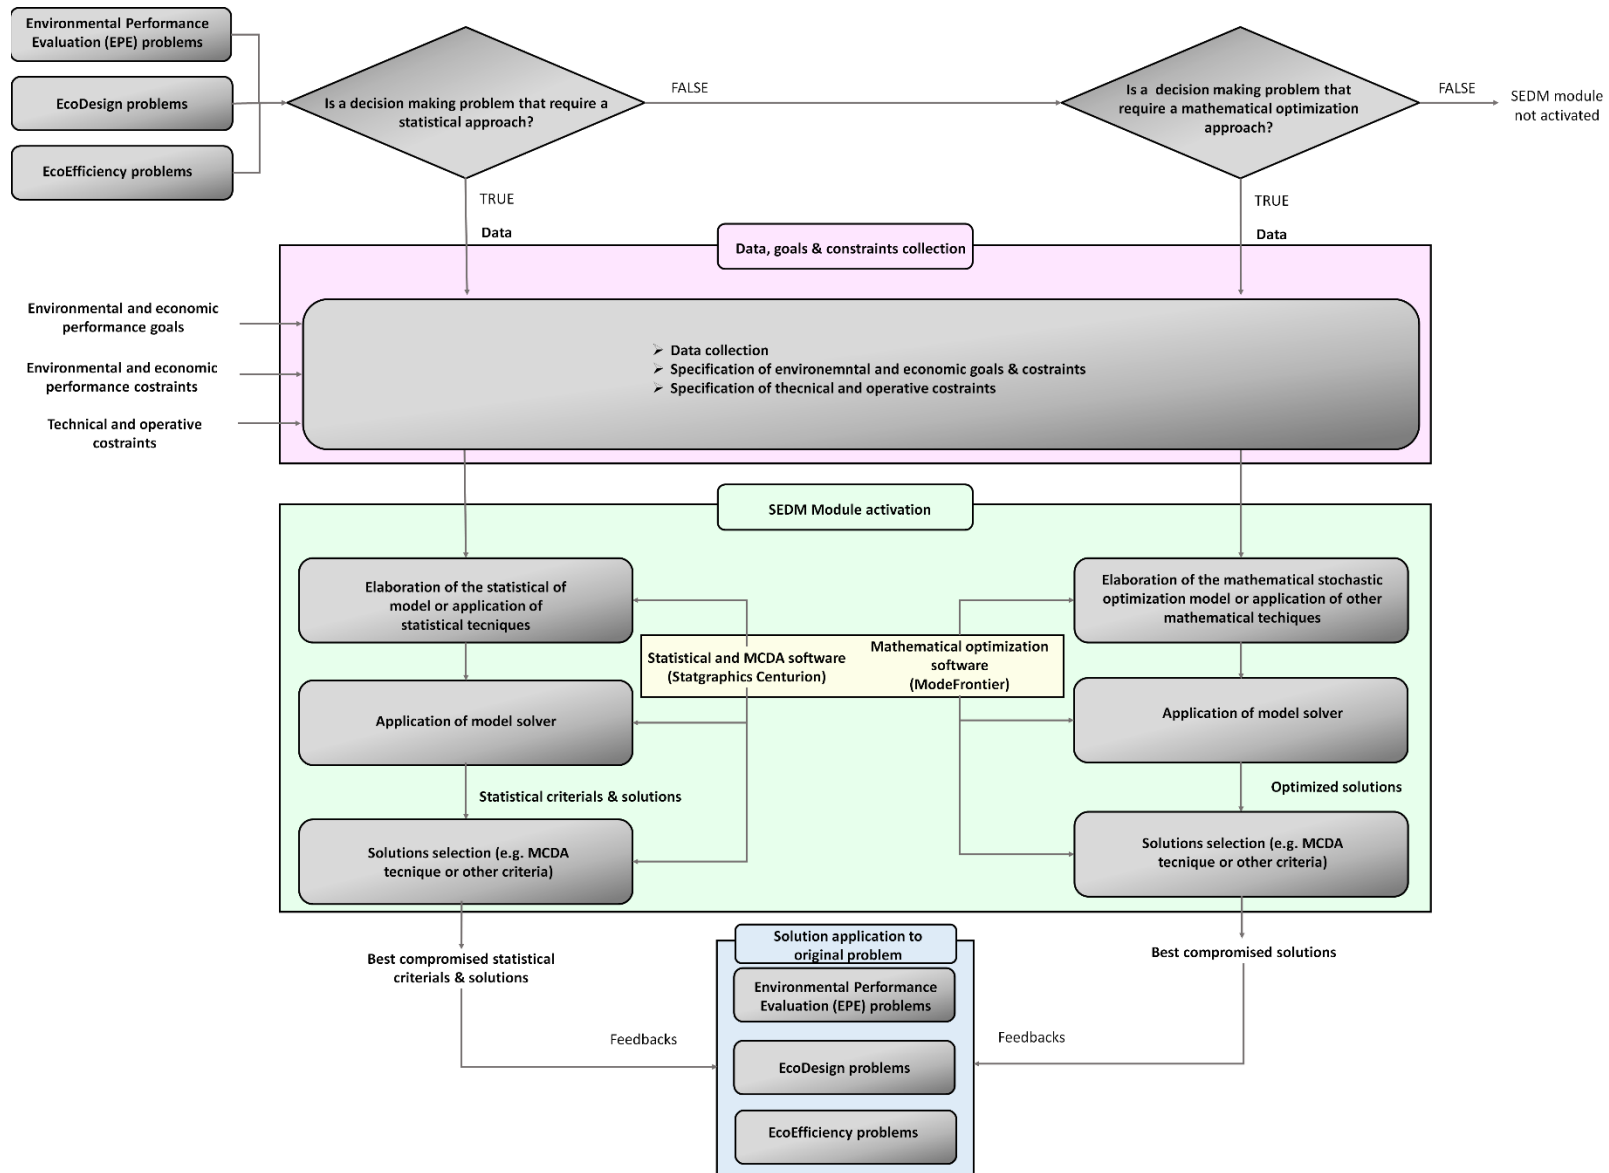 Environmental Performance
Evaluation (EPE) problems
EcoDesign problems
EcoEfficiency problems
Is a decision making problem that require a
statistical approach?
FALSE
Is a decision making problem that
require a mathematical optimization
approach?
FALSE
SEDM module
not activated
TRUE
Data
TRUE
Data
Data, goals & constraints collection
Environmental and economic
performance goals
Environmental and economic
performance costraints
Technical and operative
costraints
➢ Data collection
➢ Specification of environemntal and economic goals & costraints
➢ Specification of thecnical and operative costraints
SEDM Module activation
Elaboration of the statistical of
model or application of
statistical tecniques
Elaboration of the mathematical stochastic
optimization model or application of other
mathematical techiques
Statistical and MCDA software
(Statgraphics Centurion)
Mathematical optimization
software
(ModeFrontier)
Application of model solver
Application of model solver
Statistical criterials & solutions
Optimized solutions
Solutions selection (e.g. MCDA
tecnique or other criteria)
Solutions selection (e.g. MCDA
tecnique or other criteria)
Best compromised statistical
criterials & solutions
Best compromised solutions
Solution application to
original problem
Environmental Performance
Evaluation (EPE) problems
Feedbacks
Feedbacks
EcoDesign problems
EcoEfficiency problems